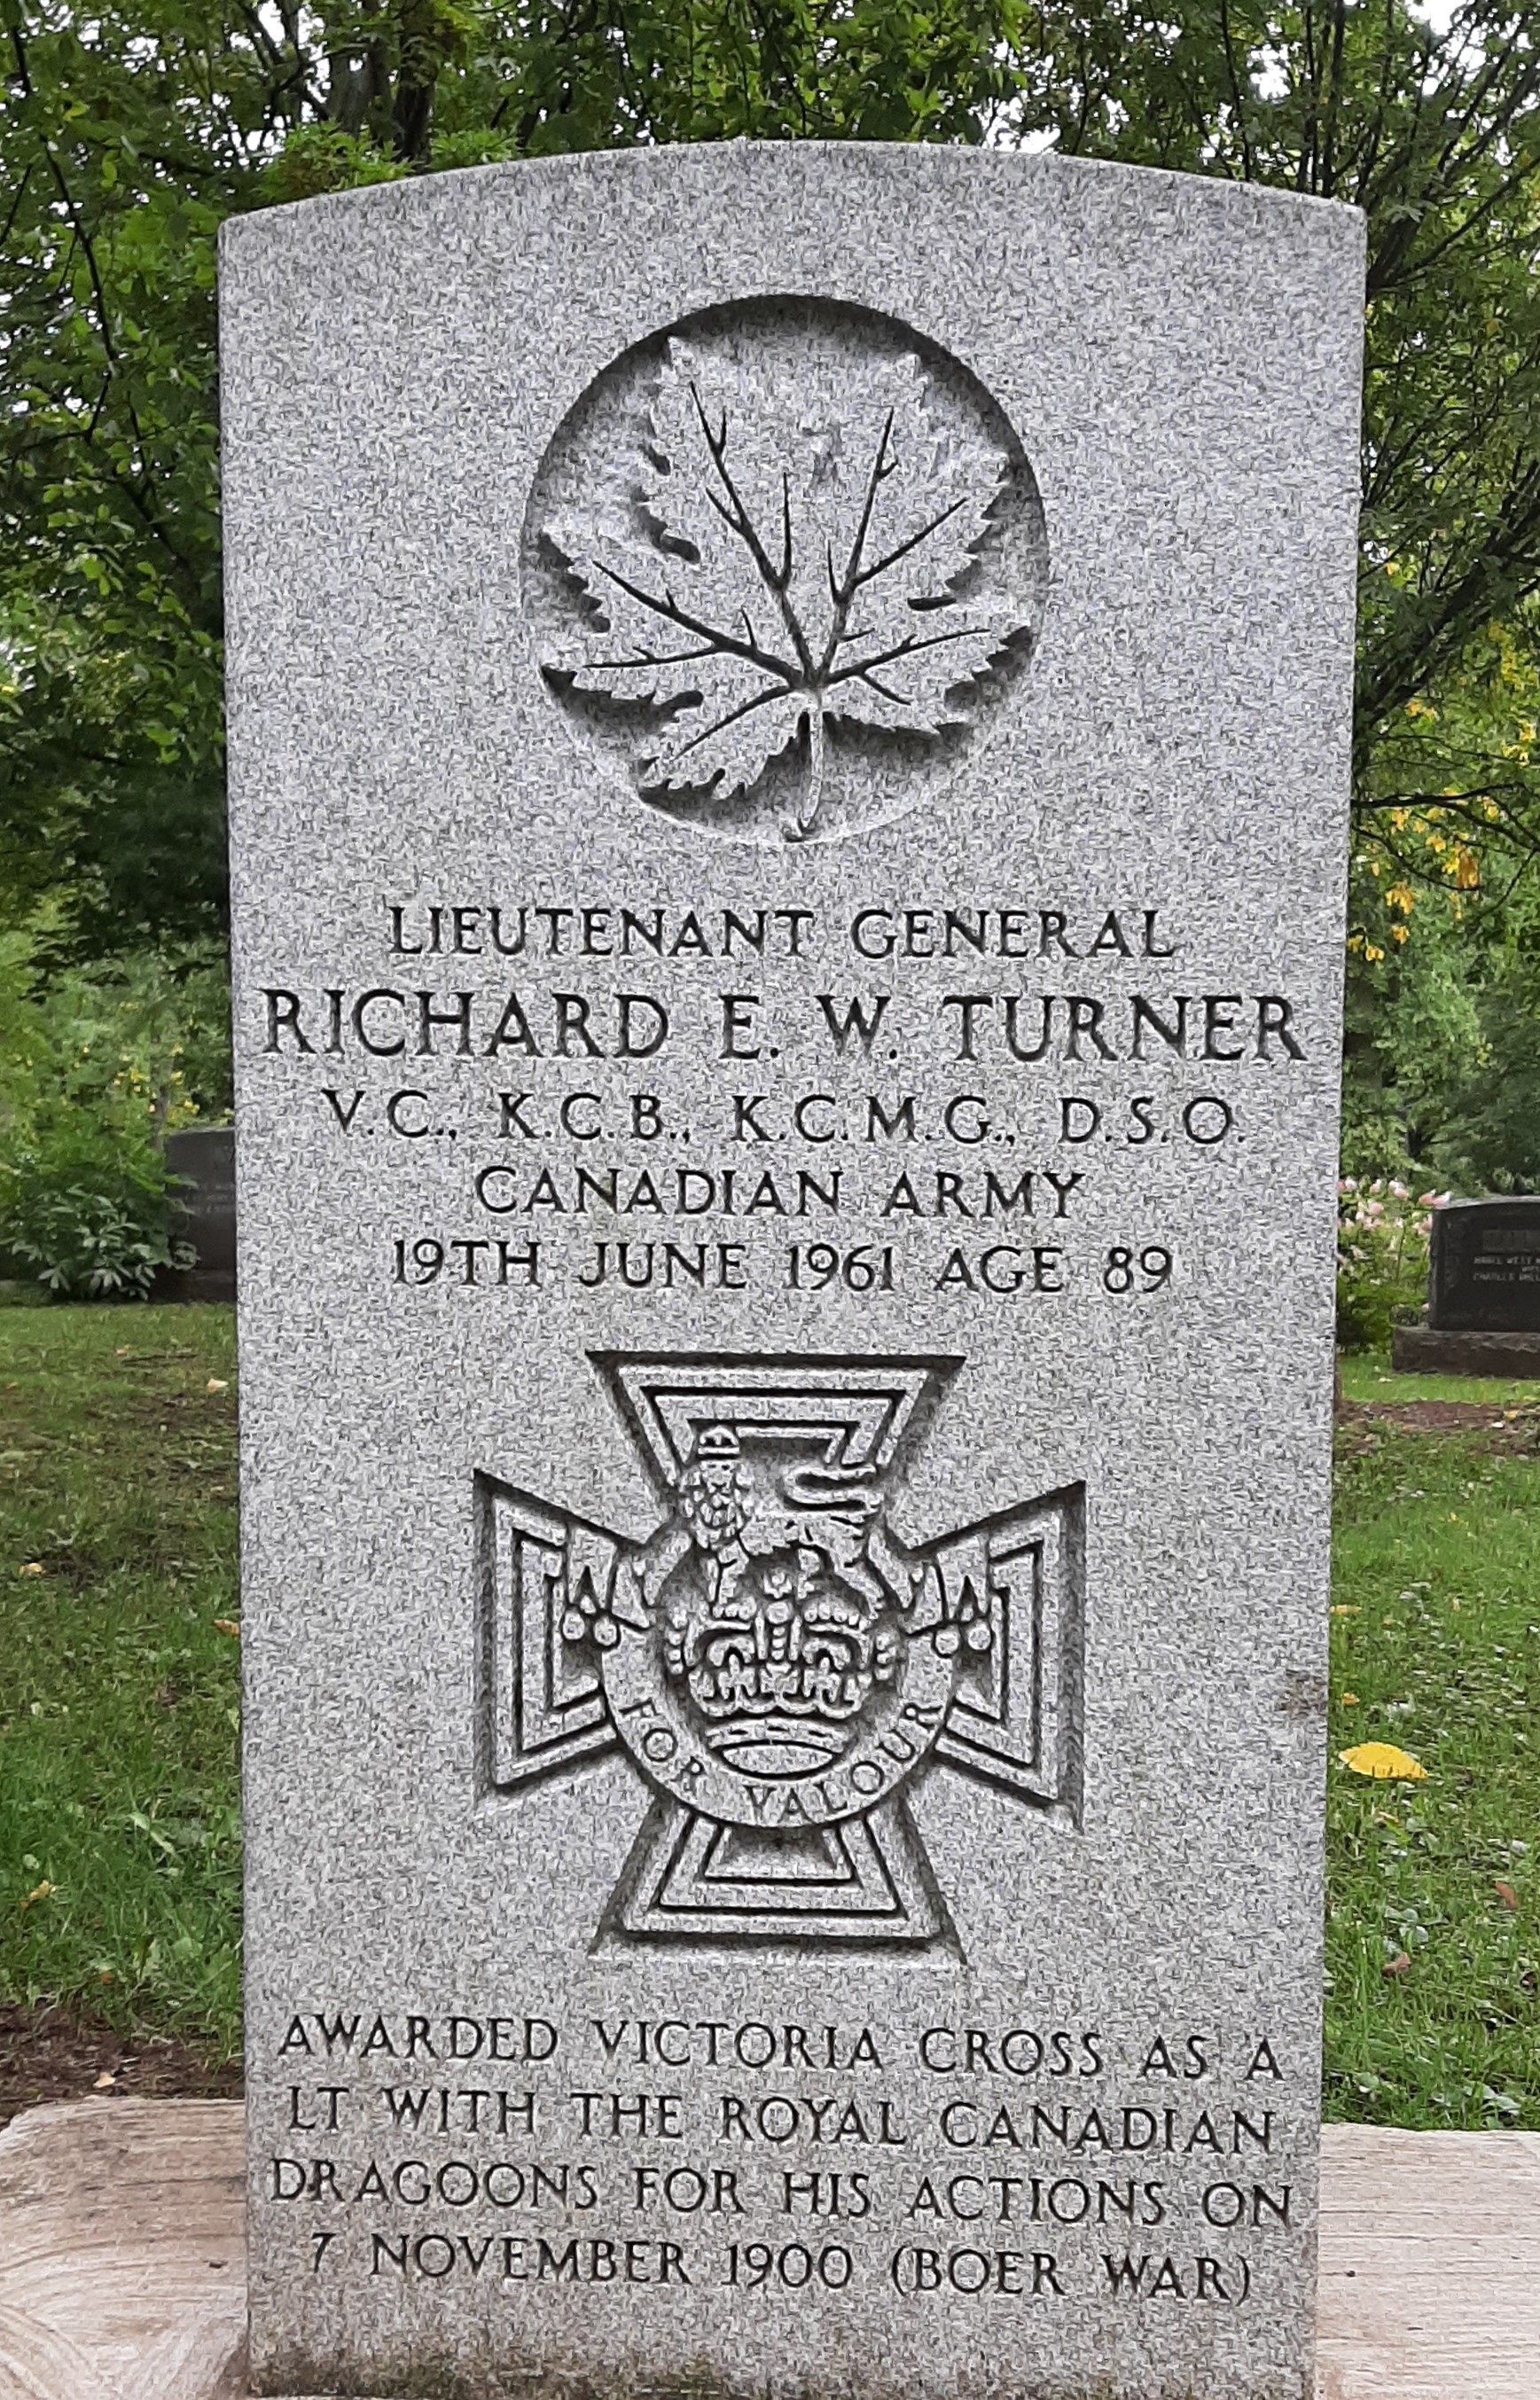 LIEUTENANT GENERAL
RICHARD E. W. TURNER
V.C., K.C.B., K.C.M.G., D.S.O.
CANADIAN ARMY
19TH JUNE 1961 AGE 89
FOR VALOUR
AWARDED VICTORIA CROSS AS A
LT WITH THE ROYAL CANADIAN
DRAGOONS FOR HIS ACTIONS ON
7 NOVEMBER 1900 (BOER WAR)